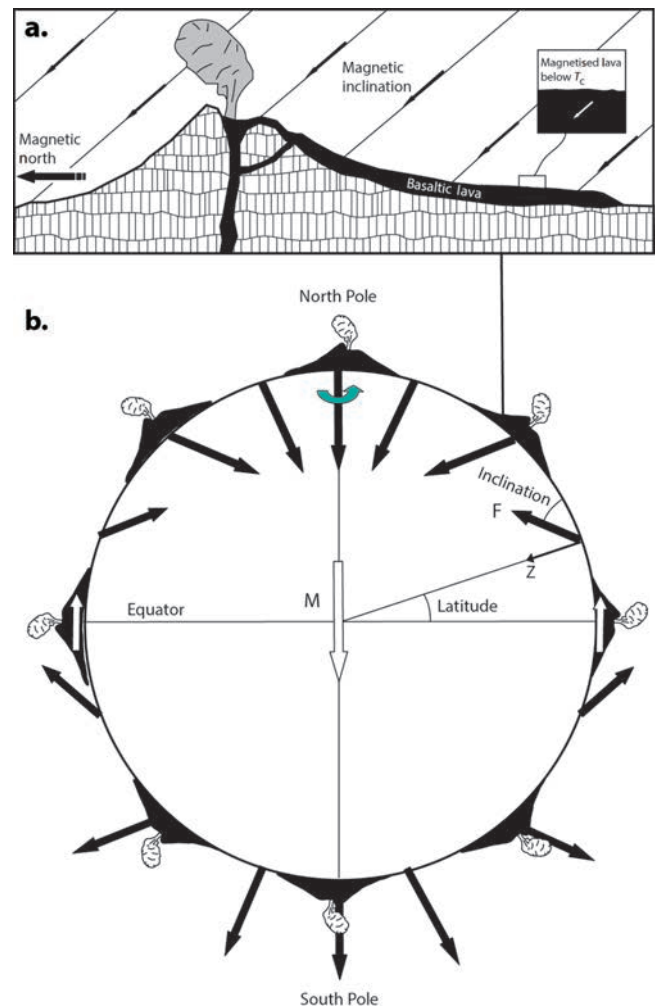 a.
Magnetic
inclination
Magnetised lava
below Tc
Magnetic
north
Basaltic lava
North Pole
b.
Inclination
F
Z
M
Equator
Latitude
South Pole